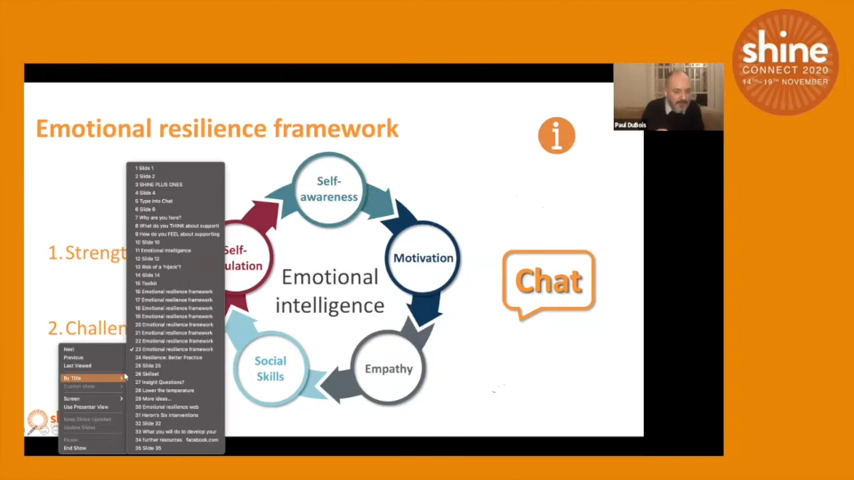 shine
CONNECT 2020
14TH-19TH NOVEMBER
Paul DuBois
Emotional resilience framework
i
Self-
awareness
Motivation
Empathy
Social
Skills
Self-
ulation
Emotional
intelligence
1. Strengt
2. Challen
Chat
Next
Previous
Last Viewed
By Title
Screen
Use Presenter View
End Show
1 Slide 1
2 Slide 2
3 SHINE PLUS ONES
4 Slide 4
5 Type into Chat
6 Slide 6
7 Why are you here?
8 What do you THINK about supporti
9 How do you FEEL about supporting
10 Slide 10
11 Emotional Intelligence
12 Slide 12
13 Risk of a 'hijack'?
14 Slide 14
15 Toolkit
16 Emotional resilience framework
17 Emotional resilience framework
18 Emotional resilience framework
19 Emotional resilience framework
20 Emotional resilience framework
21 Emotional resilience framework
22 Emotional resilience framework
✓ 23 Emotional resilience framework
24 Resilience: Better Practice
25 Slide 25
26 Skillset
27 Insight Questions?
28 Lower the temperature
29 More ideas...
30 Emotional resilience web
31 Heron's Six Interventions
32 Slide 32
33 What you will do to develop your
34 Further resources facebook.com
35 Slide 35